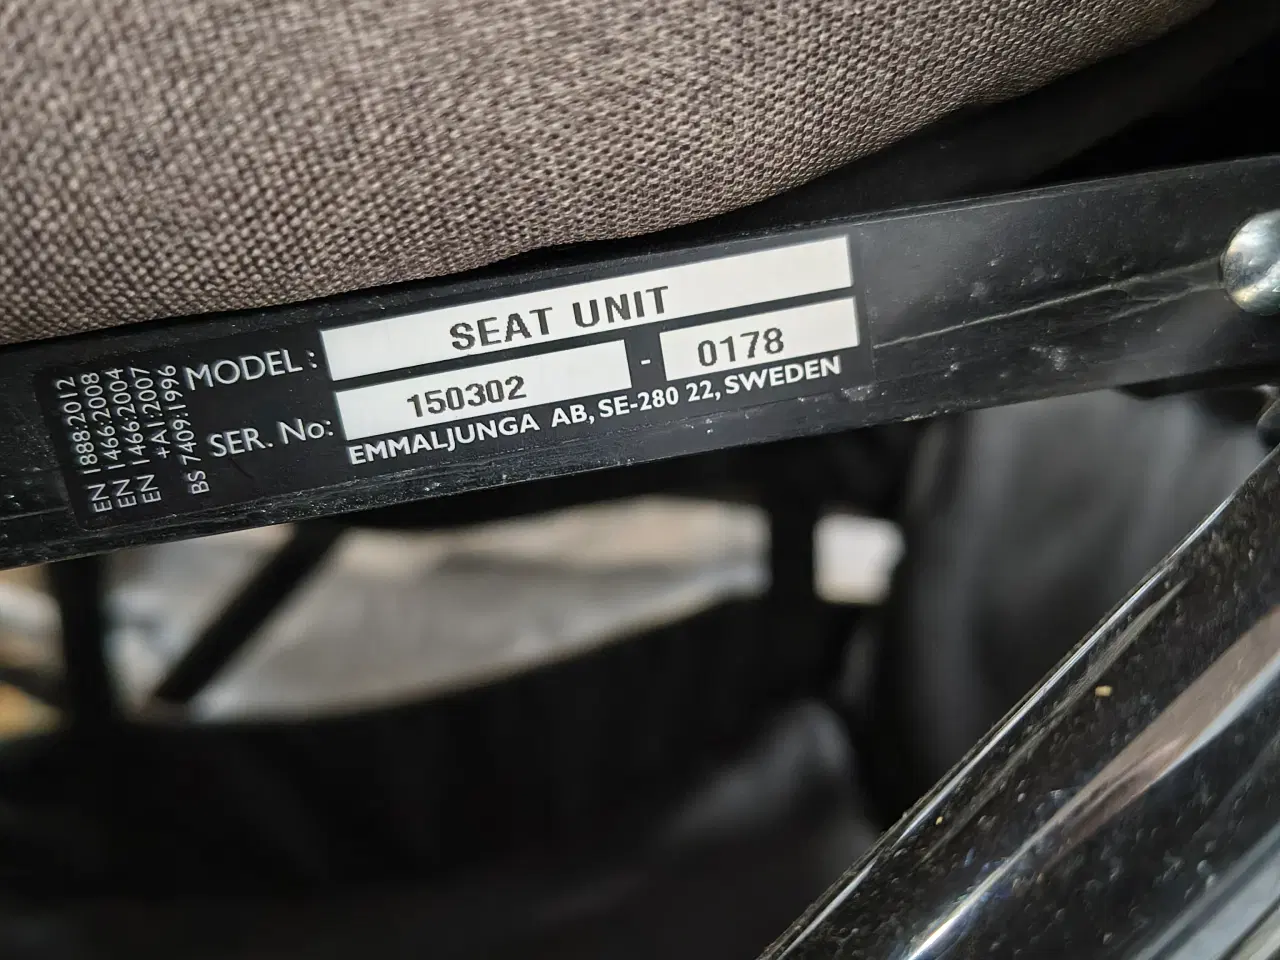 EN 1888:2012
EN 1466:2008
EN 1466:2004
+A1:2007
BS 7409:1996
MODEL: SEAT UNIT
SER. No: 150302 - 0178
EMMALJUNGA AB, SE-280 22, SWEDEN